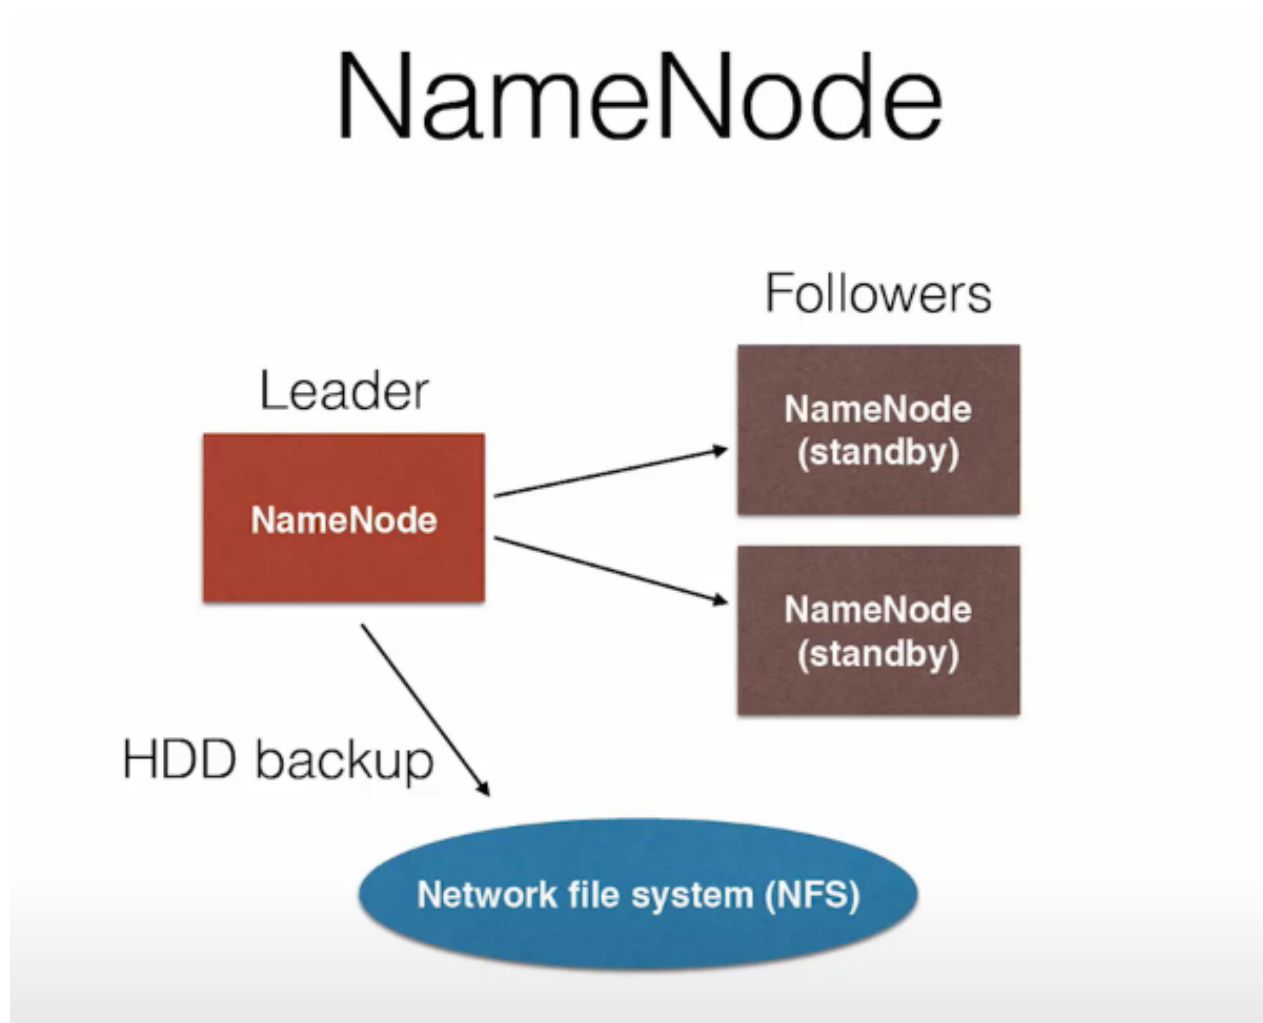 NameNode
Followers
Leader
NameNode
(standby)
NameNode
NameNode
(standby)
HDD backup
Network file system (NFS)